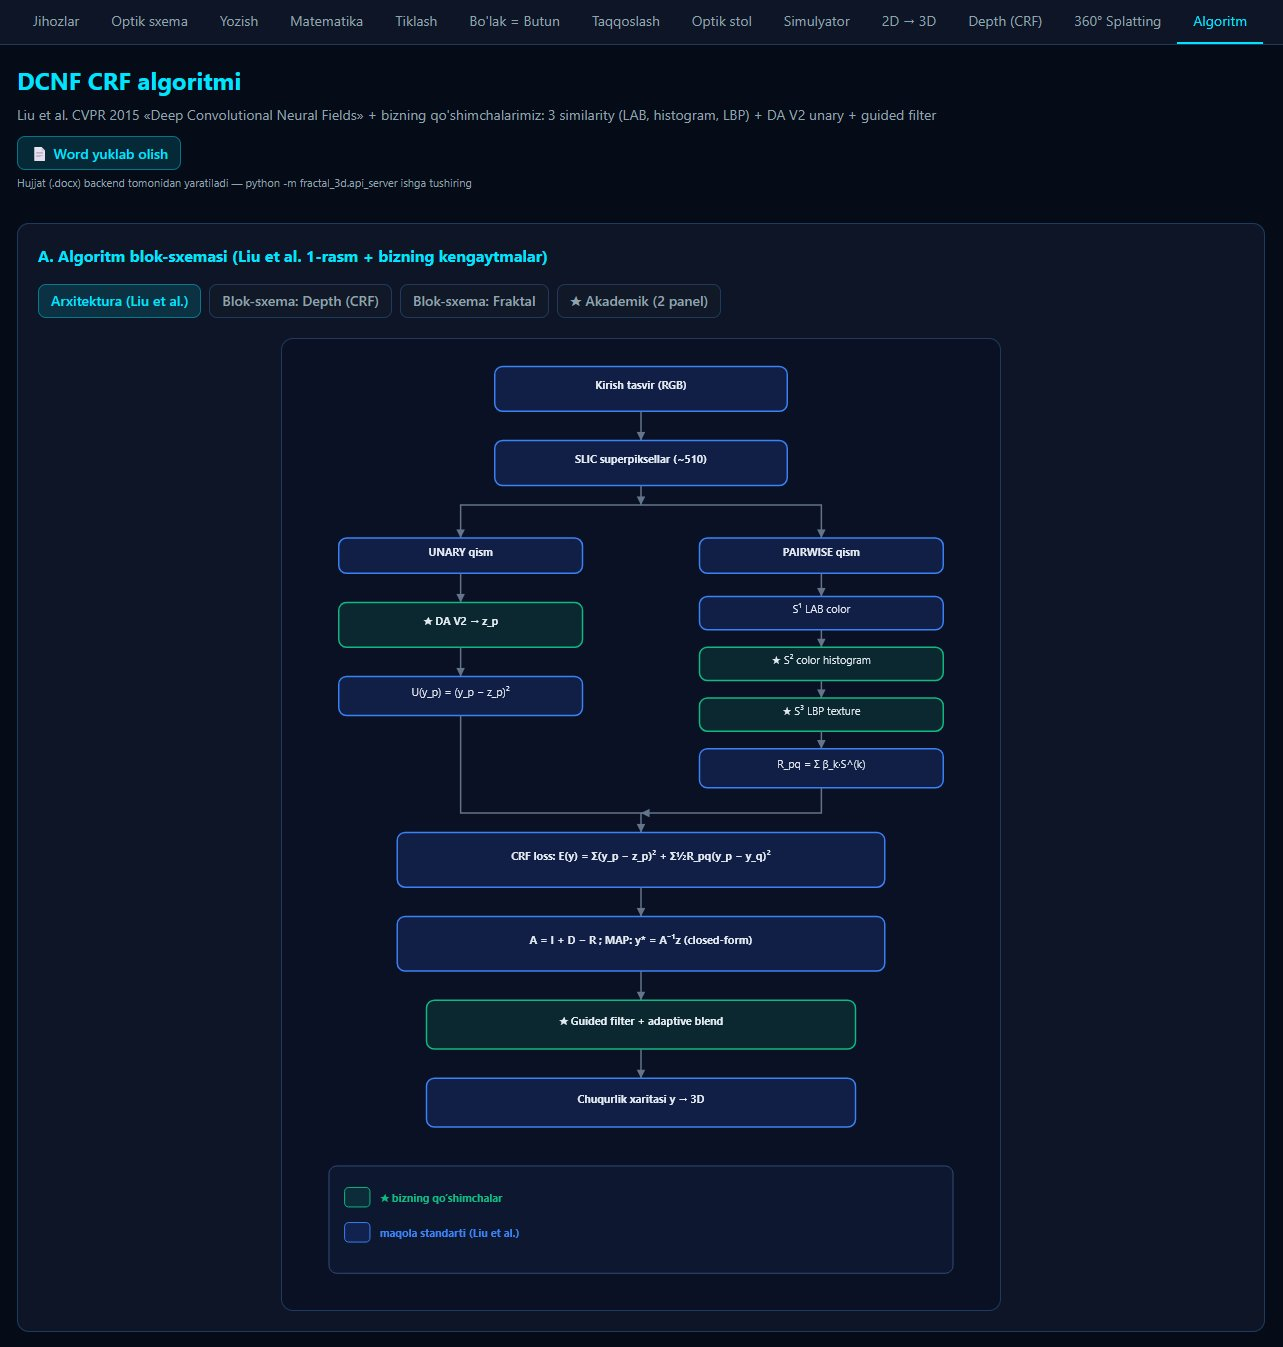 Jihozlar Optik sxema Yozish Matematika Tiklash Bo'lak = Butun Taqqoslash Optik stol Simulyator 2D → 3D Depth (CRF) 360° Splatting Algoritm
DCNF CRF algoritmi
Liu et al. CVPR 2015 «Deep Convolutional Neural Fields» + bizning qo'shimchalarimiz: 3 similarity (LAB, histogram, LBP) + DA V2 unary + guided filter
Word yuklab olish
Hujjat (.docx) backend tomonidan yaratiladi — python -m fractal_3d.api_server ishga tushiring
A. Algoritm blok-sxemasi (Liu et al. 1-rasm + bizning kengaytmalar)
Arxitektura (Liu et al.) Blok-sxema: Depth (CRF) Blok-sxema: Fraktal ★ Akademik (2 panel)
Kirish tasvir (RGB)
SLIC superpiksellar (~510)
UNARY qism
PAIRWISE qism
★ DA V2 → z_p
U(y_p) = (y_p − z_p)²
S¹ LAB color
★ S² color histogram
★ S³ LBP texture
R_pq = Σ β_k·S^(k)
CRF loss: E(y) = Σ(y_p − z_p)² + Σ½R_pq(y_p − y_q)²
A = I + D − R ; MAP: y* = A⁻¹z (closed-form)
★ Guided filter + adaptive blend
Chuqurlik xaritasi y → 3D
★ bizning qo'shimchalar
maqola standarti (Liu et al.)